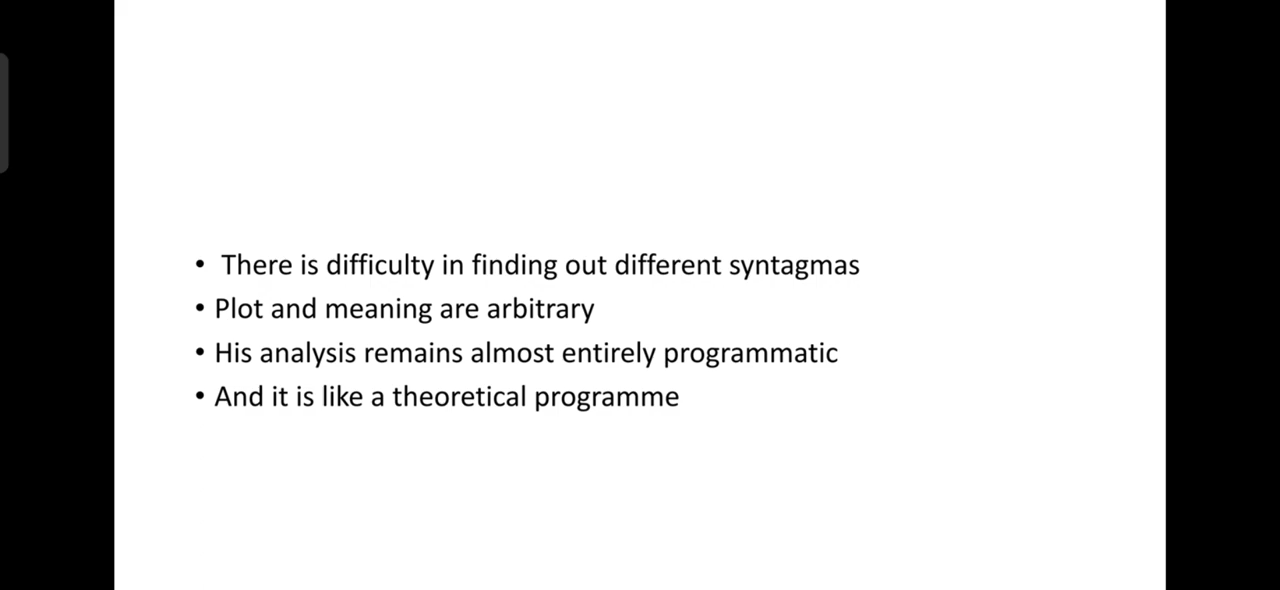 • There is difficulty in finding out different syntagmas
• Plot and meaning are arbitrary
• His analysis remains almost entirely programmatic
• And it is like a theoretical programme